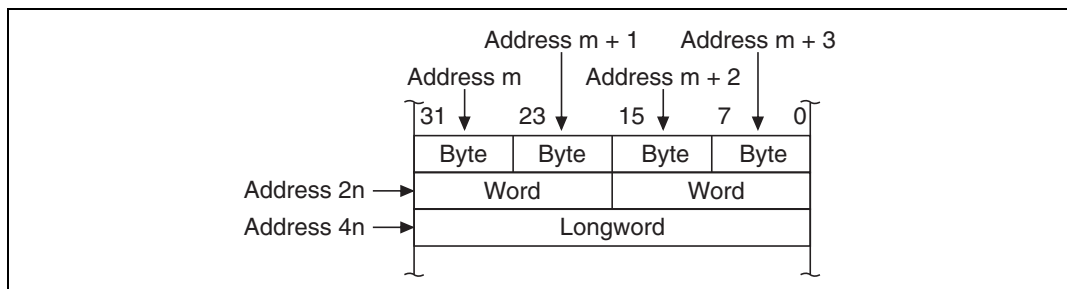 Address m + 1 Address m + 3
Address m Address m + 2
31 23 15 7 0
Byte Byte Byte Byte
Address 2n Word Word
Address 4n Longword